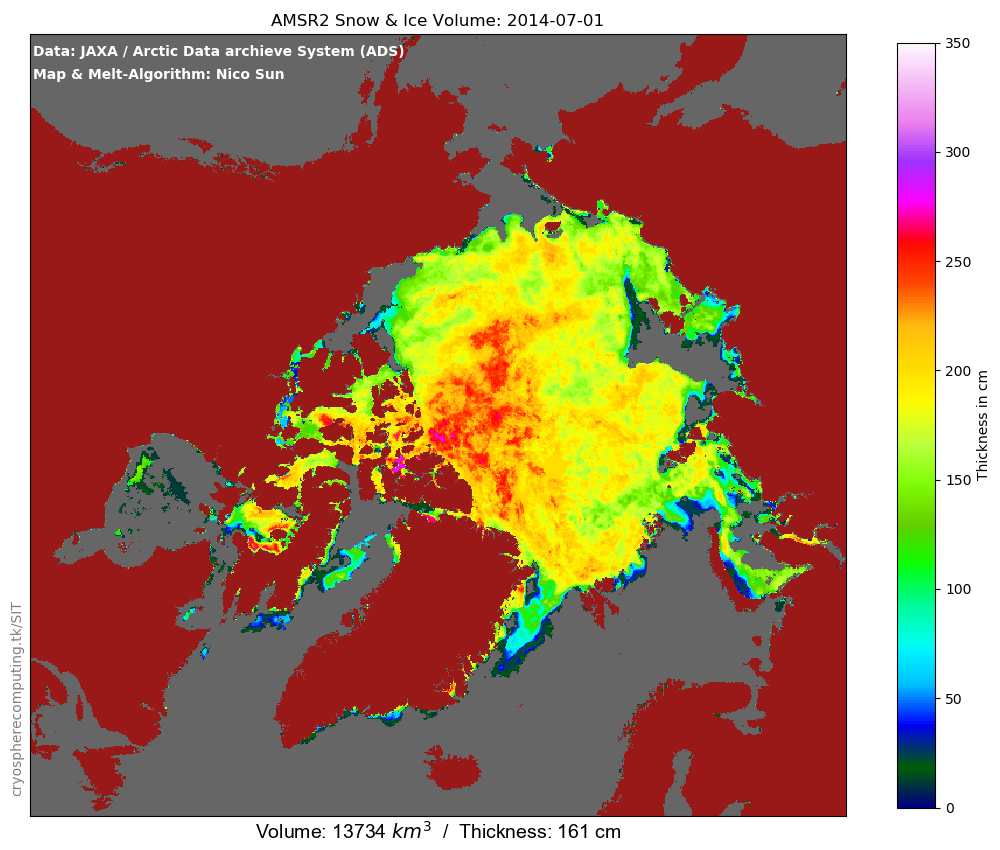 AMSR2 Snow & Ice Volume: 2014-07-01
Data: JAXA / Arctic Data archieve System (ADS)
Map & Melt-Algorithm: Nico Sun
350
300
250
200
150
100
50
0
Thickness in cm
cryospherecomputing.tk/SIT
Volume: 13734 km³ / Thickness: 161 cm